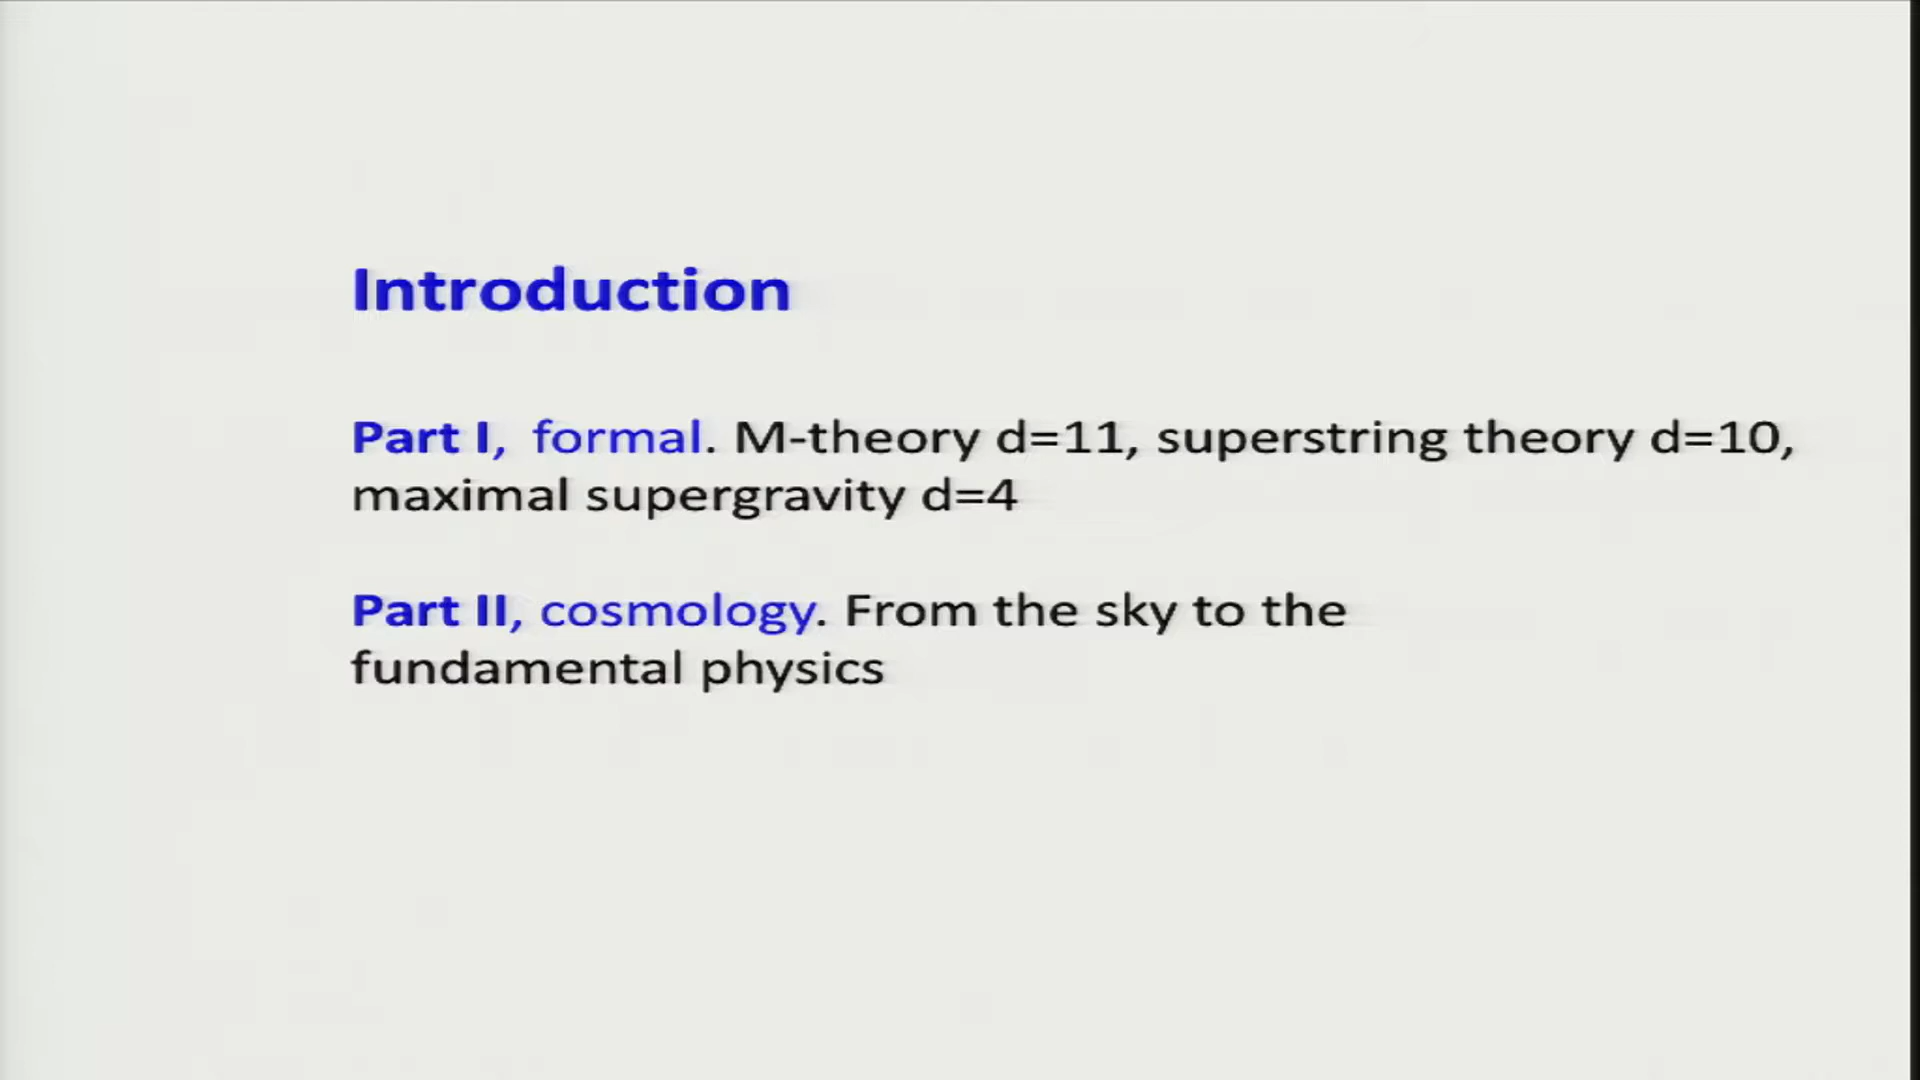 Introduction
Part I, formal. M-theory d=11, superstring theory d=10,
maximal supergravity d=4
Part II, cosmology. From the sky to the
fundamental physics